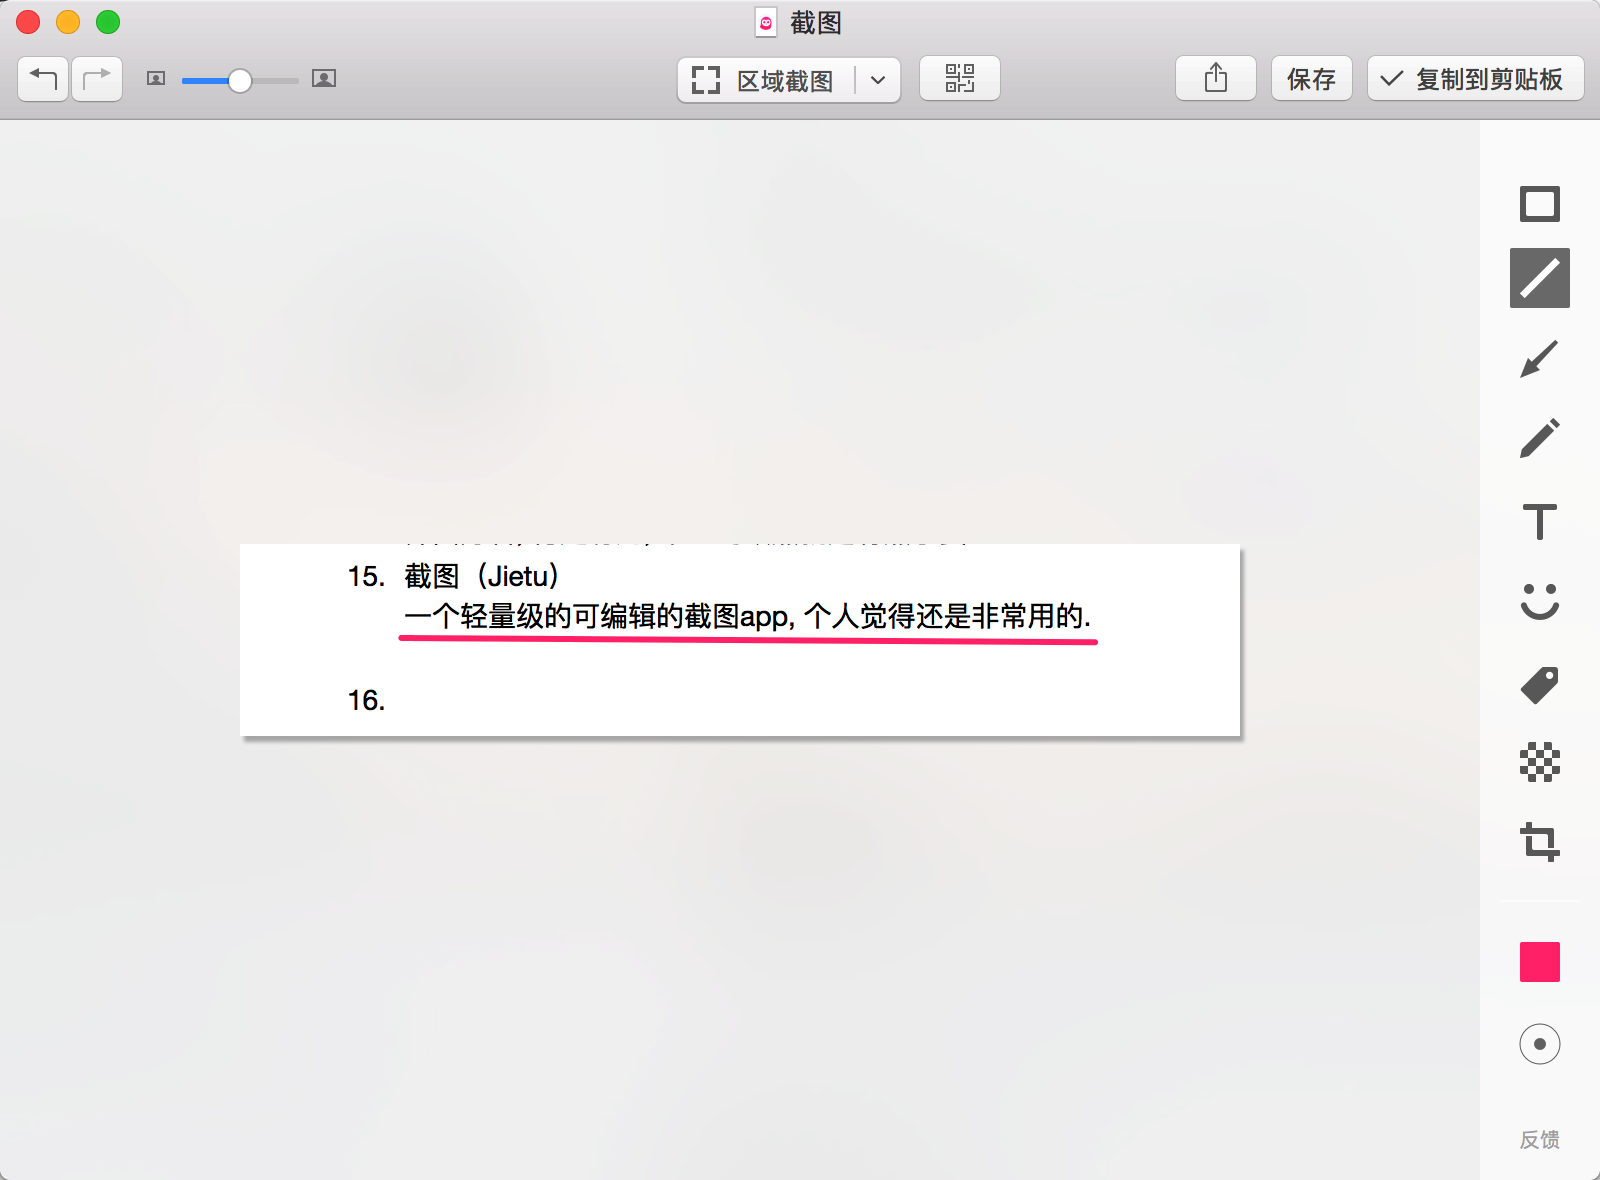 截图
区域截图
保存
复制到剪贴板
15. 截图（Jietu）
一个轻量级的可编辑的截图app, 个人觉得还是非常用的.
16.
反馈